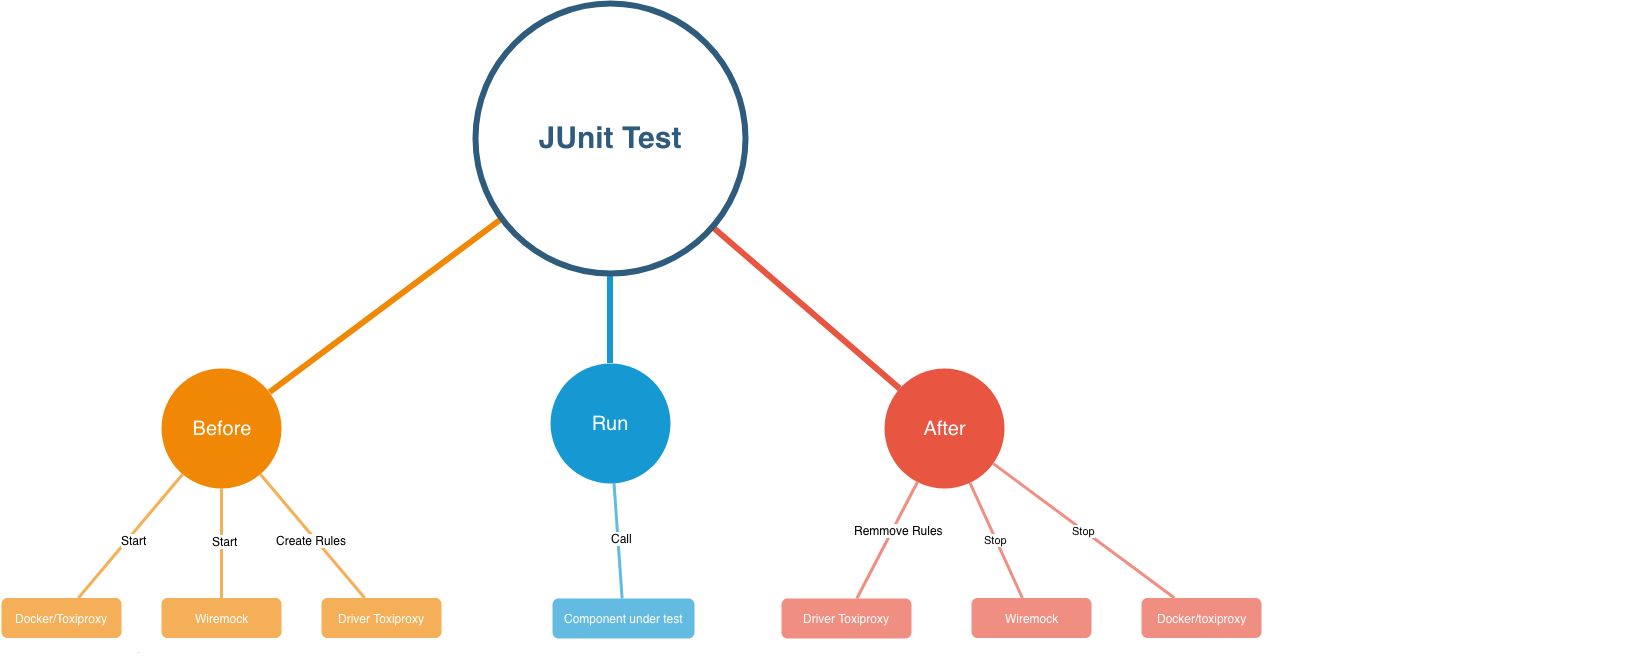 JUnit Test
Before
Run
After
Start
Start
Create Rules
Call
Remmove Rules
Stop
Stop
Docker/Toxiproxy
Wiremock
Driver Toxiproxy
Component under test
Driver Toxiproxy
Wiremock
Docker/toxiproxy